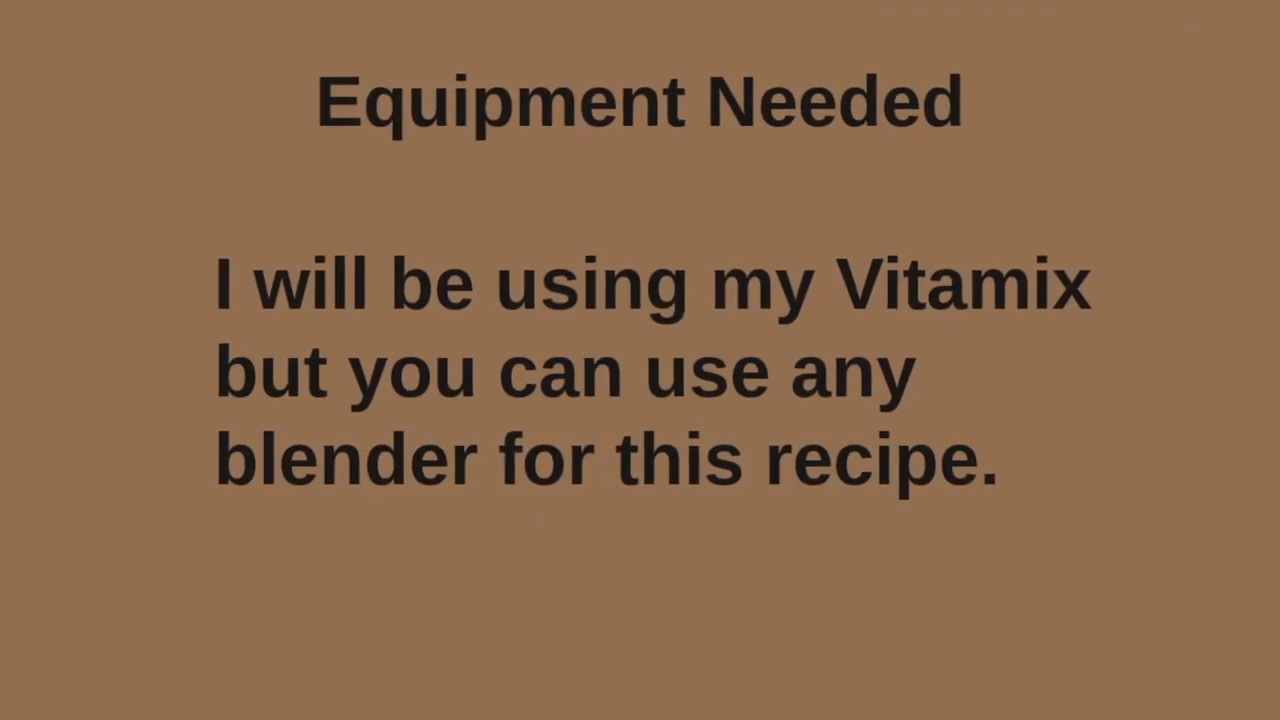 Equipment Needed
I will be using my Vitamix
but you can use any
blender for this recipe.